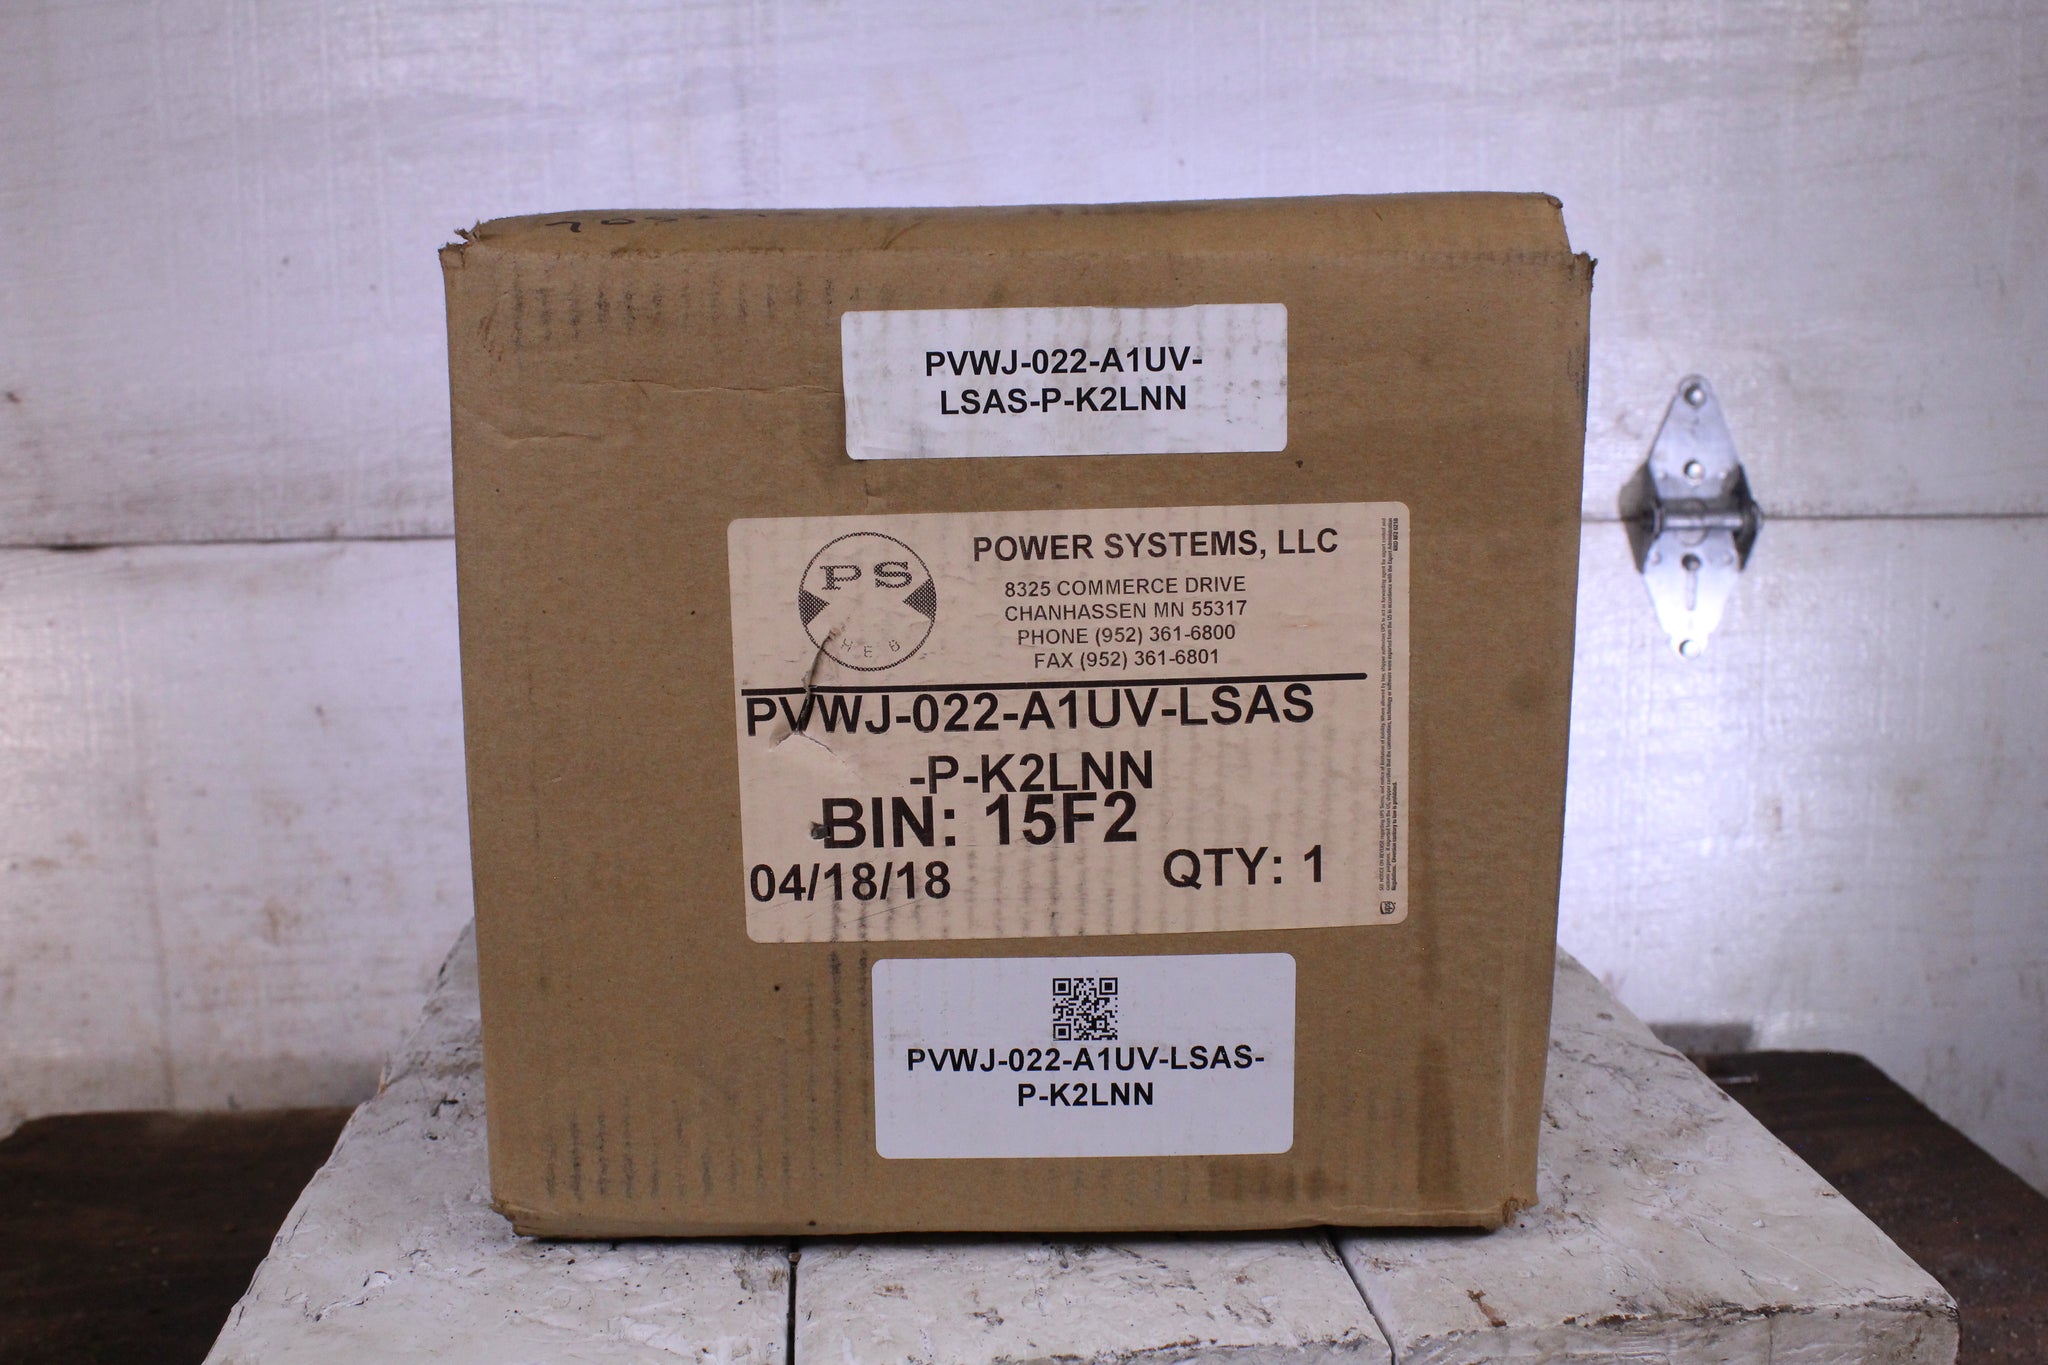 PVWJ-022-A1UV-
LSAS-P-K2LNN
PS
HEB
POWER SYSTEMS, LLC
8325 COMMERCE DRIVE
CHANHASSEN MN 55317
PHONE (952) 361-6800
FAX (952) 361-6801
PVWJ-022-A1UV-LSAS
-P-K2LNN
BIN: 15F2
04/18/18
QTY: 1
PVWJ-022-A1UV-LSAS-
P-K2LNN